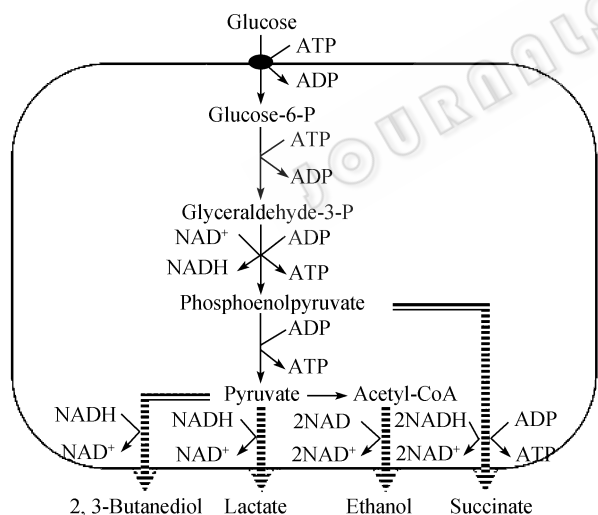 Glucose
ATP
ADP
Glucose-6-P
ATP
ADP
Glyceraldehyde-3-P
NAD⁺ ADP
NADH ATP
Phosphoenolpyruvate
ADP
ATP
Pyruvate Acetyl-CoA
NADH NADH 2NAD 2NADH ADP
NAD⁺ NAD⁺ 2NAD⁺ 2NAD⁺ ATP
2, 3-Butanediol Lactate Ethanol Succinate
JOURNALS